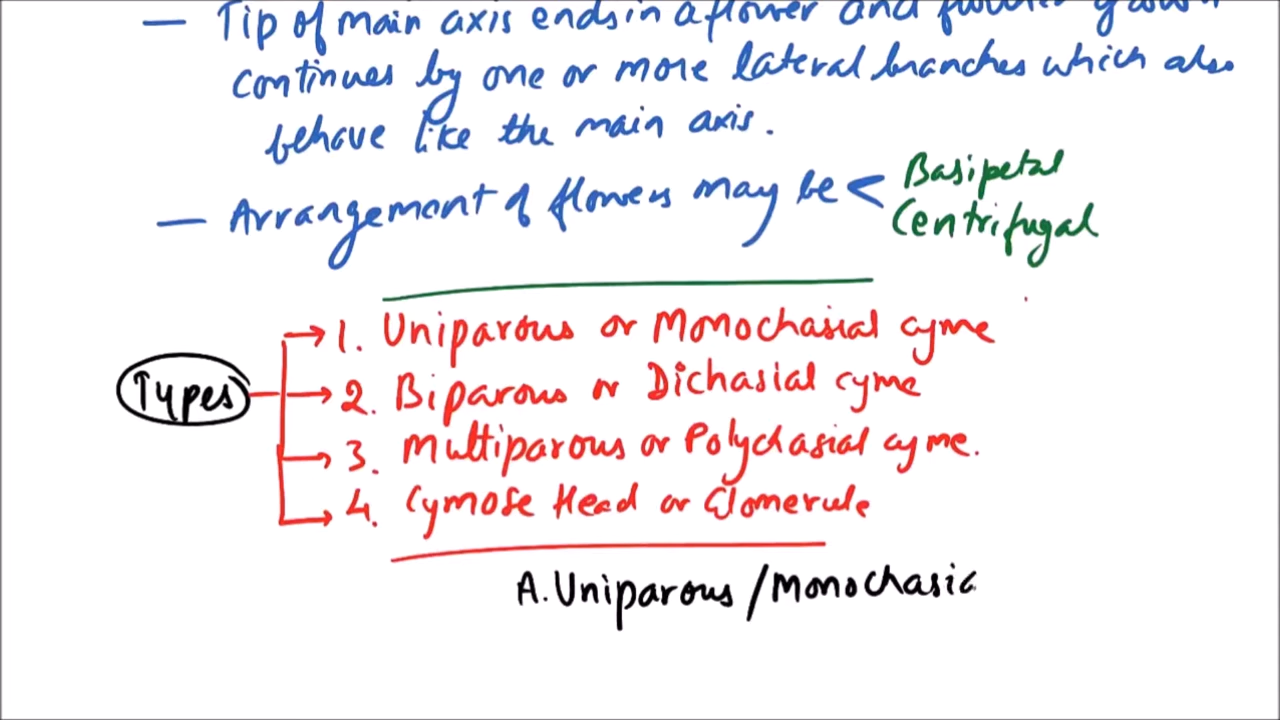 — Tip of main axis ends in a flower and further growth
continues by one or more lateral branches which also
behave like the main axis.
— Arrangement of flowers may be < Basipetal
Centrifugal
Types
→ 1. Uniparous or Monochasial cyme
→ 2. Biparous or Dichasial cyme
→ 3. Multiparous or Polychasial cyme.
→ 4. Cymose Head or Glomerule
A. Uniparous / Monochasia